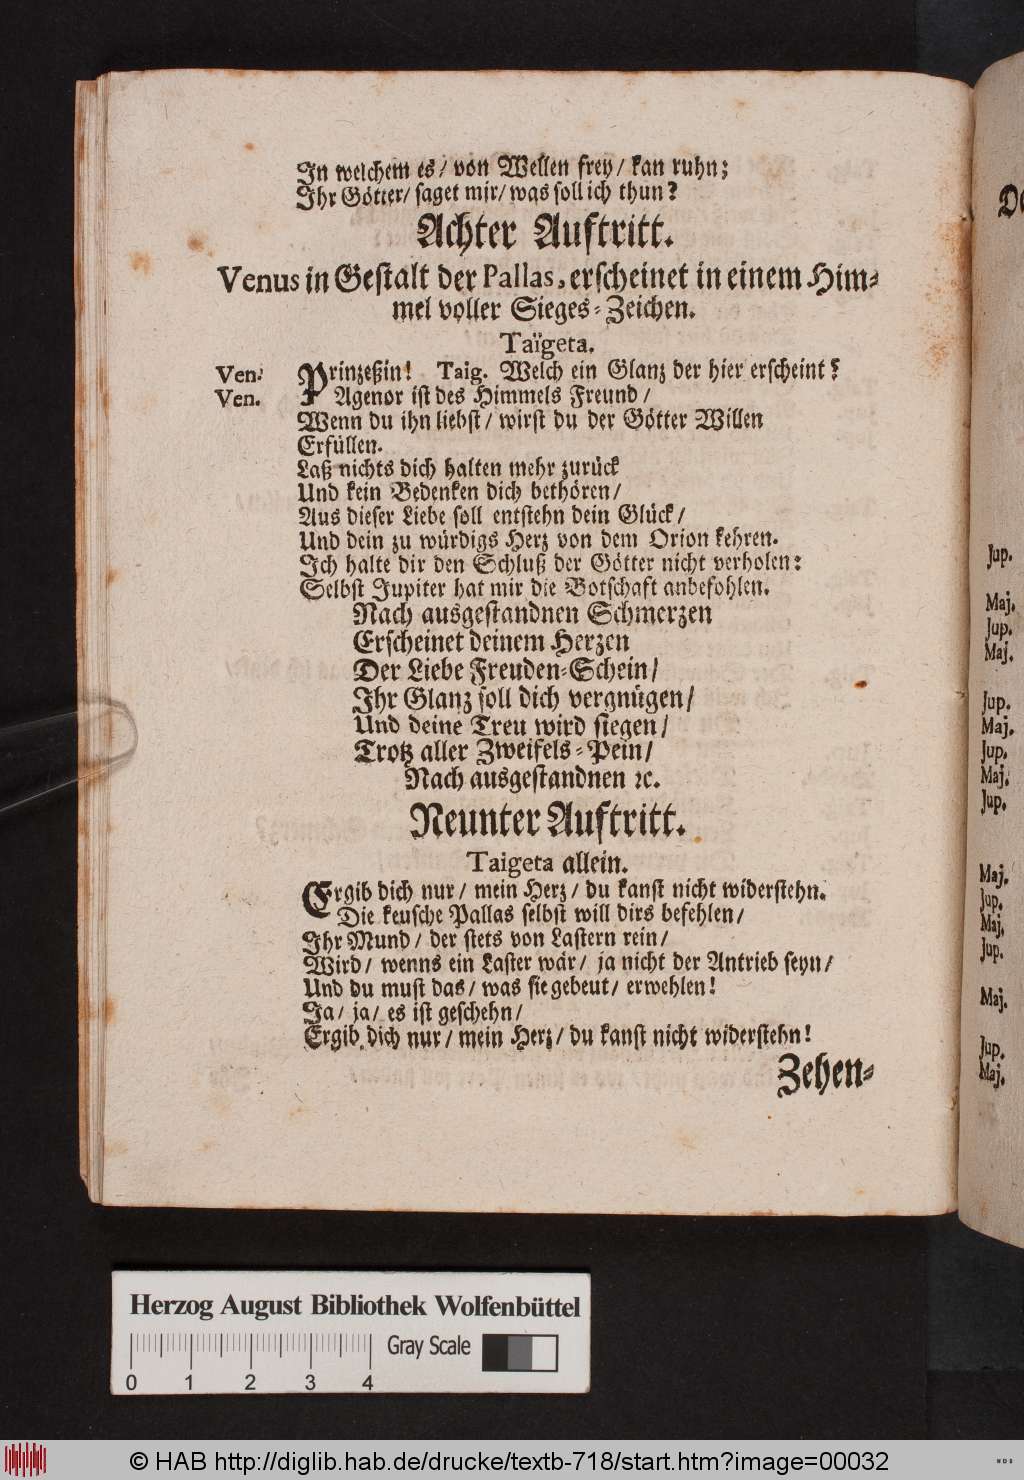 In welchem es/ von Wellen frey/ kan ruhn;
Ihr Götter/ saget mir/ was soll ich thun?
Achter Auftritt.
Venus in Gestalt der Pallas, erscheinet in einem Him-
mel voller Sieges-Zeichen.
Taïgeta.
Ven. Prinzeßin! Taig. Welch ein Glanz der hier erscheint?
Ven. Agenor ist des Himmels Freund/
Wenn du ihn liebst/ wirst du der Götter Willen
Erfüllen.
Laß nichts dich halten mehr zurück
Und kein Bedenken dich bethören/
Aus dieser Liebe soll entstehn dein Glück/
Und dein zu würdigs Herz von dem Orion kehren.
Ich halte dir den Schluß der Götter nicht verholen:
Selbst Jupiter hat mir die Botschaft anbefohlen.
Nach ausgestandnen Schmerzen
Erscheinet deinem Herzen
Der Liebe Freuden-Schein/
Ihr Glanz soll dich vergnügen/
Und deine Treu wird siegen/
Trotz aller Zweifels-Pein/
Nach ausgestandnen ꝛc.
Neunter Auftritt.
Taigeta allein.
Ergib dich nur/ mein Herz/ du kanst nicht widerstehn.
Die keusche Pallas selbst will dirs befehlen/
Ihr Mund/ der stets von Lastern rein/
Wird/ wenns ein Laster wär/ ja nicht der Antrieb seyn/
Und du must das/ was sie gebeut/ erwehlen!
Ja/ ja/ es ist geschehn/
Ergib dich nur/ mein Herz/ du kanst nicht widerstehn!
Zehen-
Jup.
Maj.
Jup.
Maj.
Jup.
Maj.
Jup.
Maj.
Jup.
Maj.
Jup.
Maj.
Jup.
Maj.
Jup.
Maj.
Herzog August Bibliothek Wolfenbüttel
Gray Scale
0 1 2 3 4
© HAB http://diglib.hab.de/drucke/textb-718/start.htm?image=00032